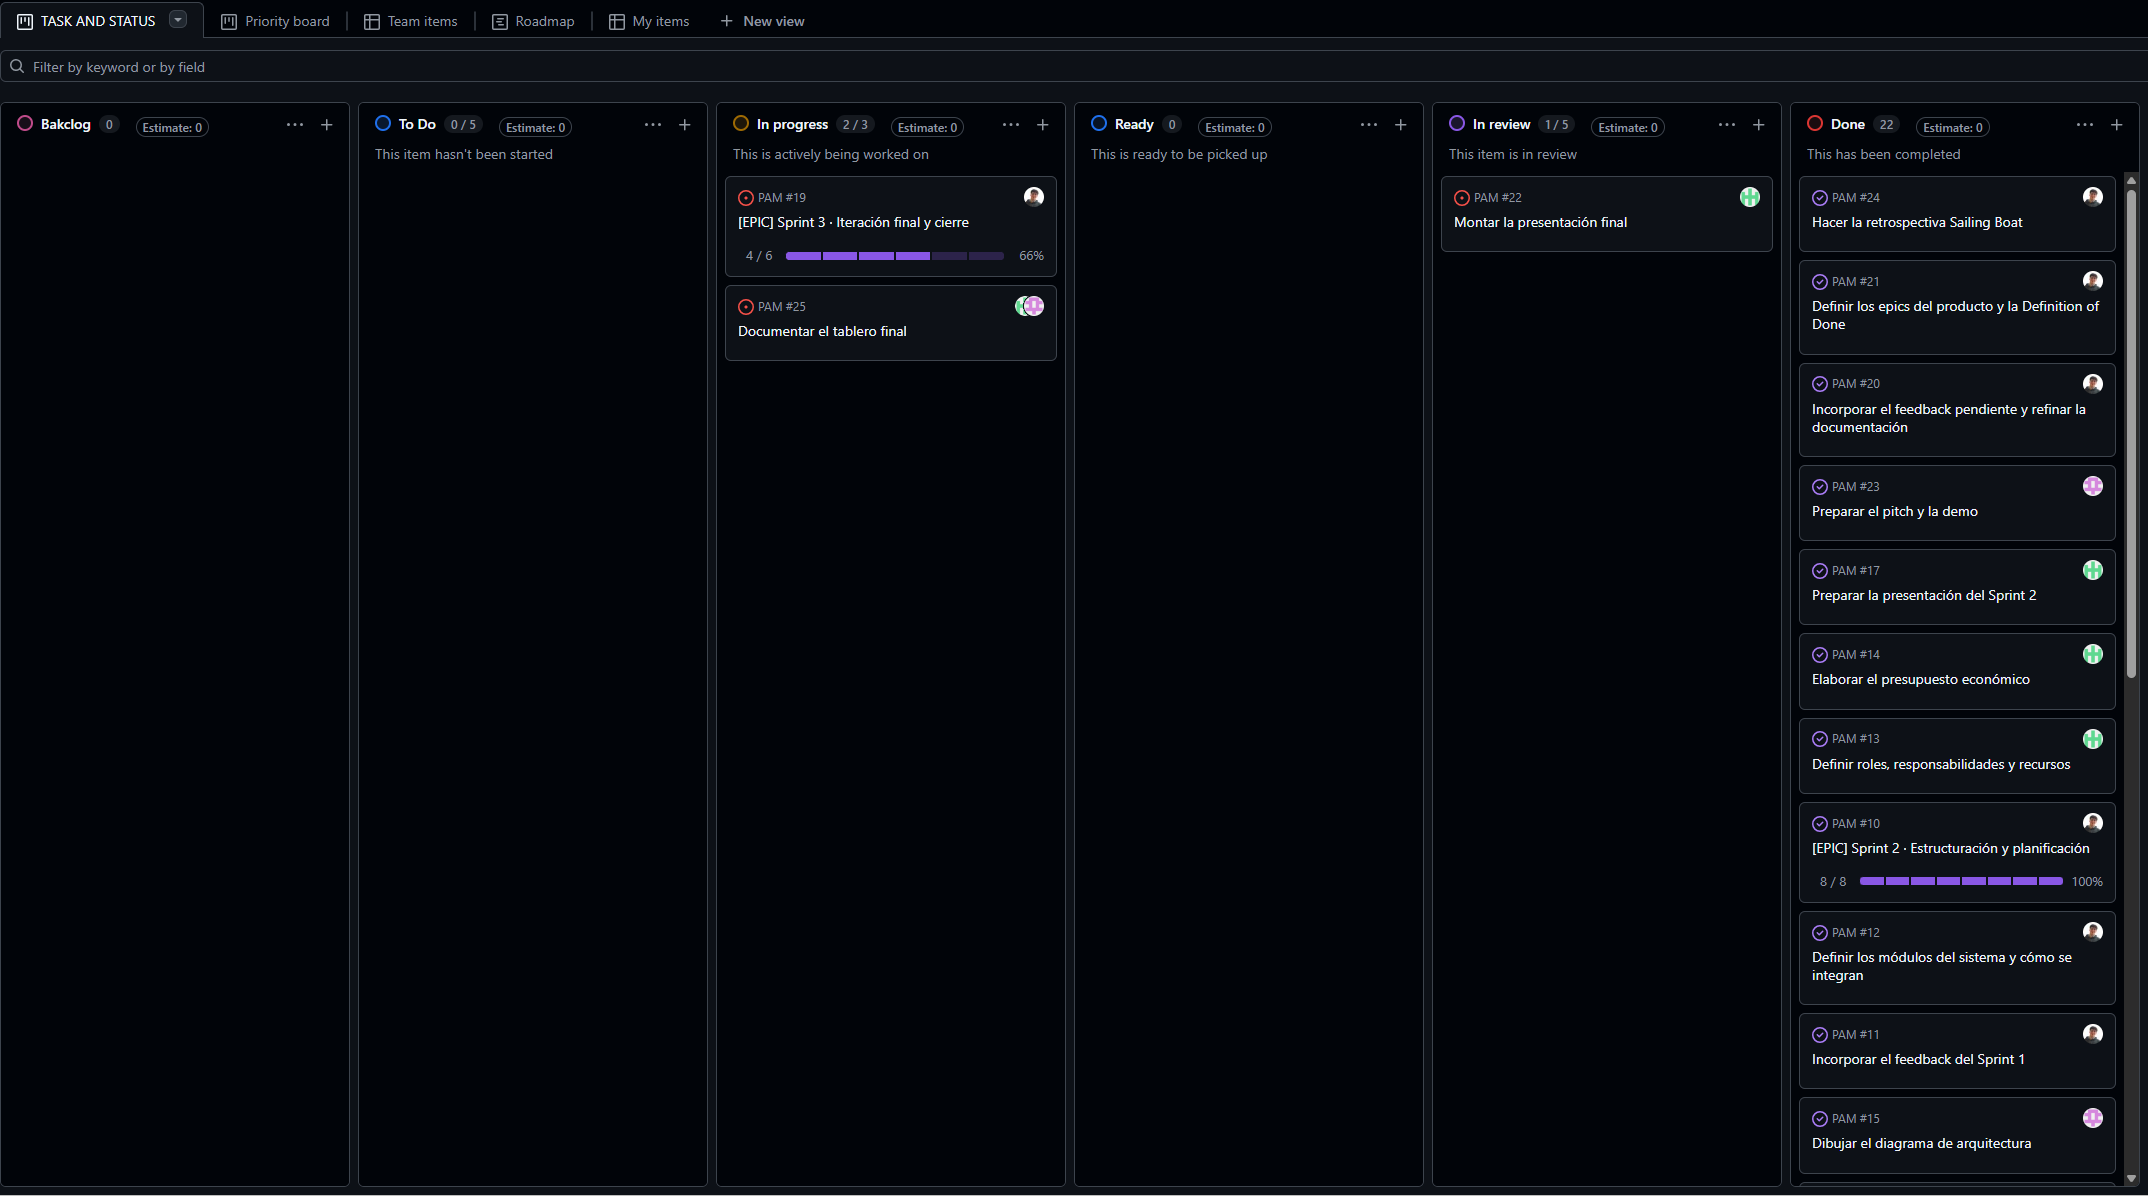 TASK AND STATUS
Priority board
Team items
Roadmap
My items
New view
Filter by keyword or by field
Bakclog 0 Estimate: 0
To Do 0 / 5 Estimate: 0
This item hasn't been started
In progress 2 / 3 Estimate: 0
This is actively being worked on
PAM #19
[EPIC] Sprint 3 · Iteración final y cierre
4 / 6 66%
PAM #25
Documentar el tablero final
Ready 0 Estimate: 0
This is ready to be picked up
In review 1 / 5 Estimate: 0
This item is in review
PAM #22
Montar la presentación final
Done 22 Estimate: 0
This has been completed
PAM #24
Hacer la retrospectiva Sailing Boat
PAM #21
Definir los epics del producto y la Definition of
Done
PAM #20
Incorporar el feedback pendiente y refinar la
documentación
PAM #23
Preparar el pitch y la demo
PAM #17
Preparar la presentación del Sprint 2
PAM #14
Elaborar el presupuesto económico
PAM #13
Definir roles, responsabilidades y recursos
PAM #10
[EPIC] Sprint 2 · Estructuración y planificación
8 / 8 100%
PAM #12
Definir los módulos del sistema y cómo se
integran
PAM #11
Incorporar el feedback del Sprint 1
PAM #15
Dibujar el diagrama de arquitectura